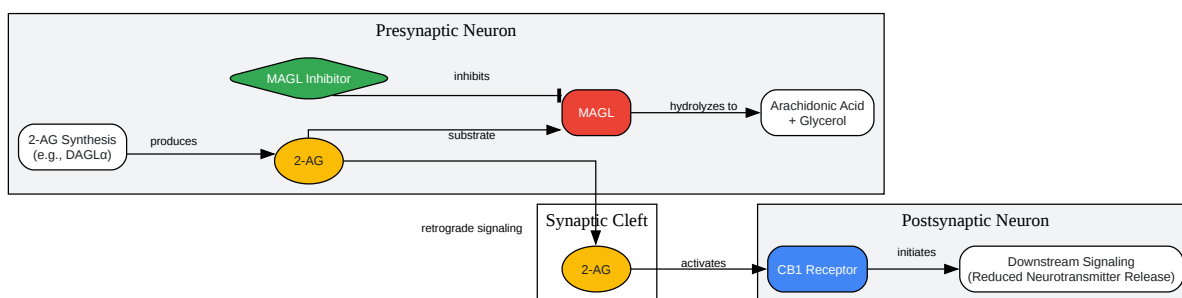 Presynaptic Neuron
MAGL Inhibitor
inhibits
MAGL
hydrolyzes to
Arachidonic Acid
+ Glycerol
2-AG Synthesis
(e.g., DAGLα)
produces
2-AG
substrate
retrograde signaling
Synaptic Cleft
2-AG
activates
Postsynaptic Neuron
CB1 Receptor
initiates
Downstream Signaling
(Reduced Neurotransmitter Release)